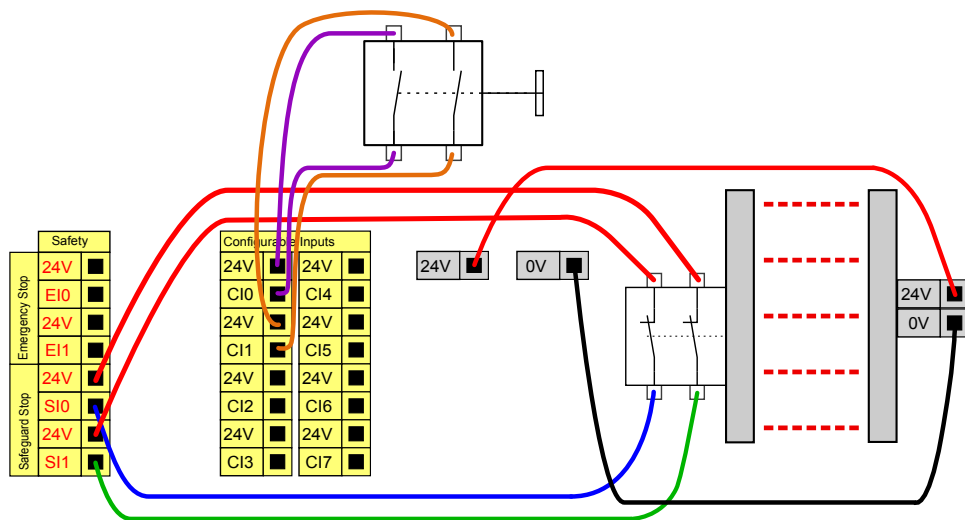 Safety
Emergency Stop
24V
EI0
24V
EI1
Safeguard Stop
24V
SI0
24V
SI1
Configurable Inputs
24V 24V
CI0 CI4
24V 24V
CI1 CI5
24V 24V
CI2 CI6
24V 24V
CI3 CI7
24V
0V
24V
0V